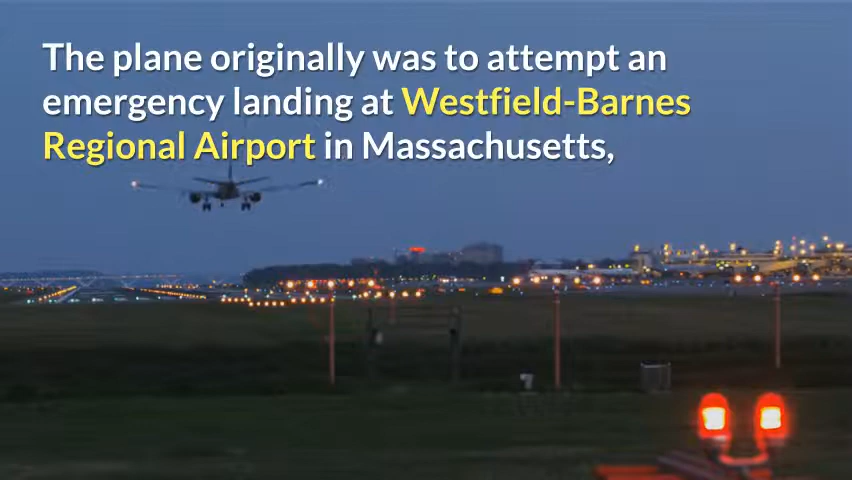 The plane originally was to attempt an
emergency landing at Westfield-Barnes
Regional Airport in Massachusetts,